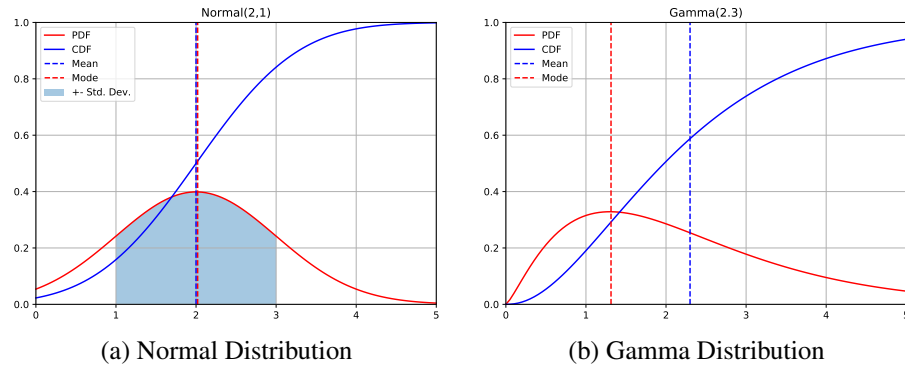 Normal(2,1)
1.0
0.8
0.6
0.4
0.2
0.0
0 1 2 3 4 5
PDF
CDF
Mean
Mode
+- Std. Dev.
(a) Normal Distribution
Gamma(2.3)
1.0
0.8
0.6
0.4
0.2
0.0
0 1 2 3 4 5
PDF
CDF
Mean
Mode
(b) Gamma Distribution